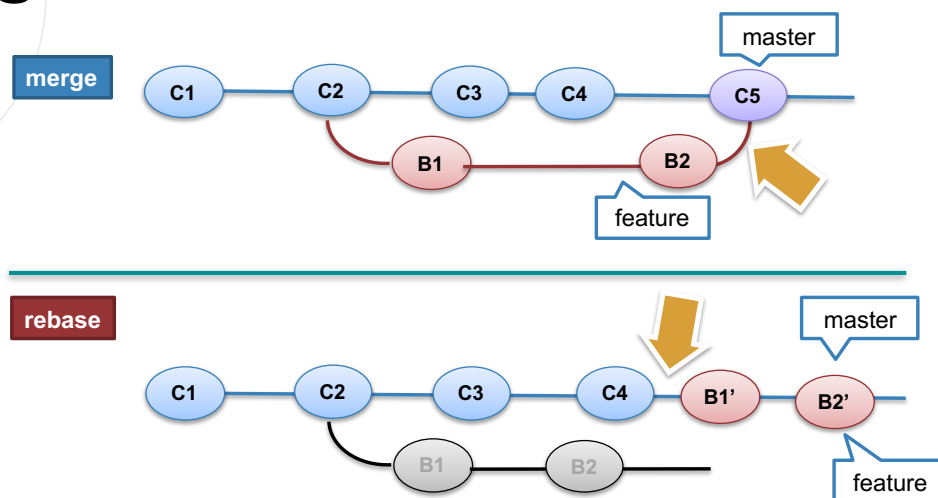 master
merge
C1
C2
C3
C4
C5
B1
B2
feature
rebase
master
C1
C2
C3
C4
B1’
B2’
B1
B2
feature